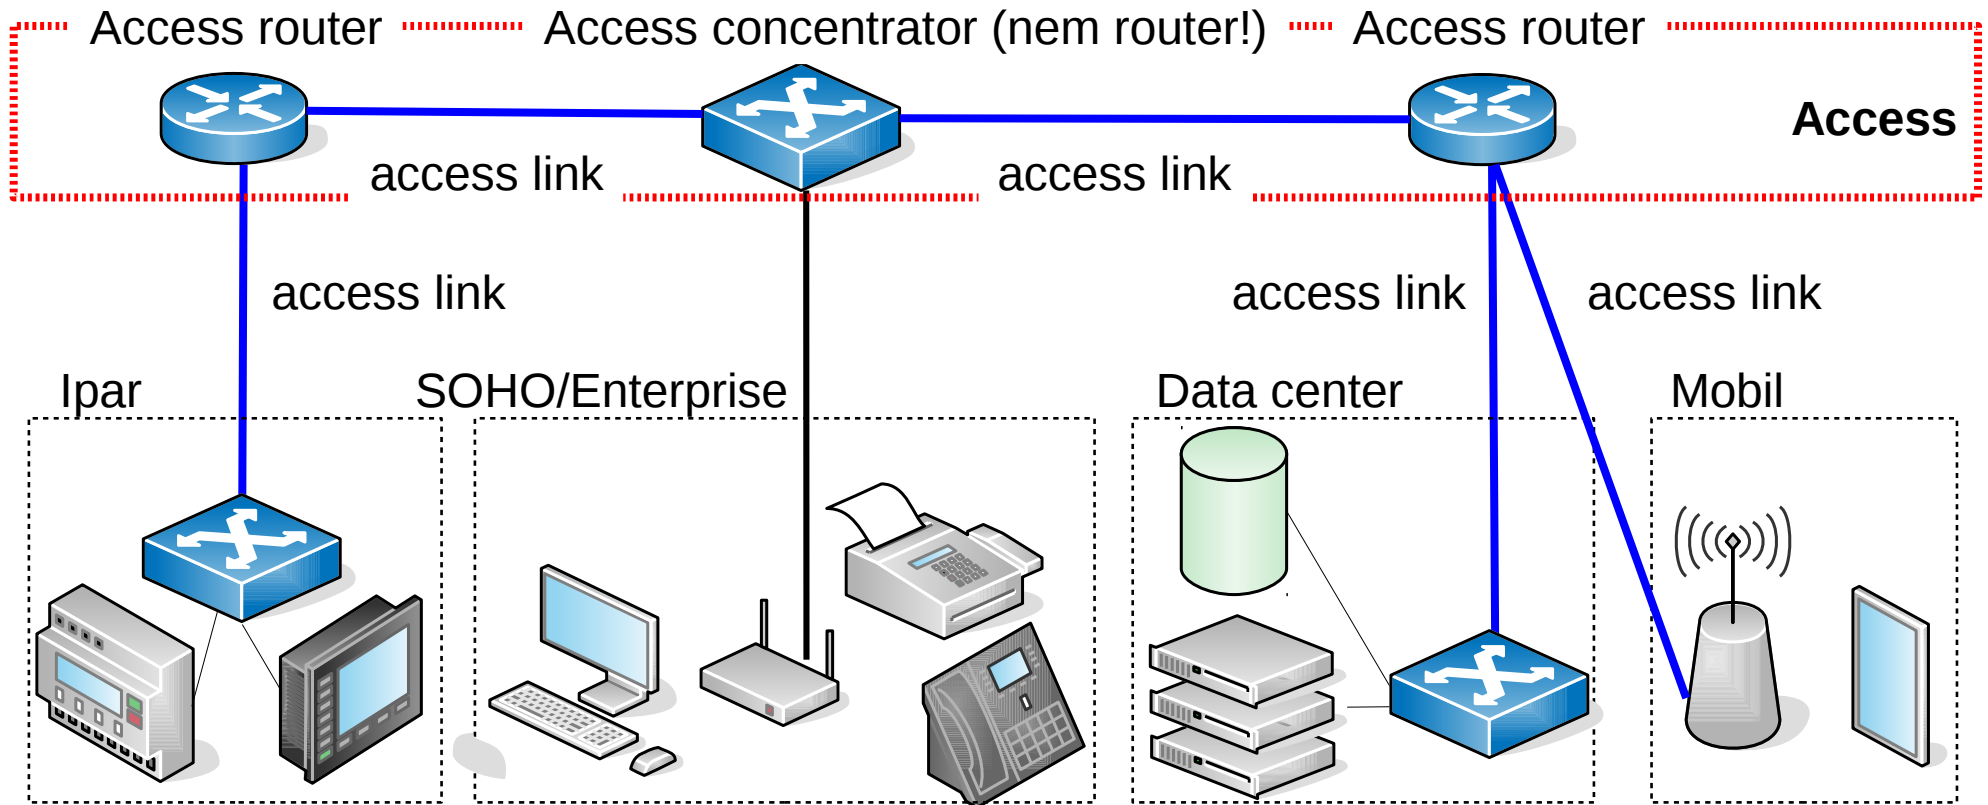 Access router
Access concentrator (nem router!)
Access router
Access
access link
access link
access link
access link
access link
Ipar
SOHO/Enterprise
Data center
Mobil